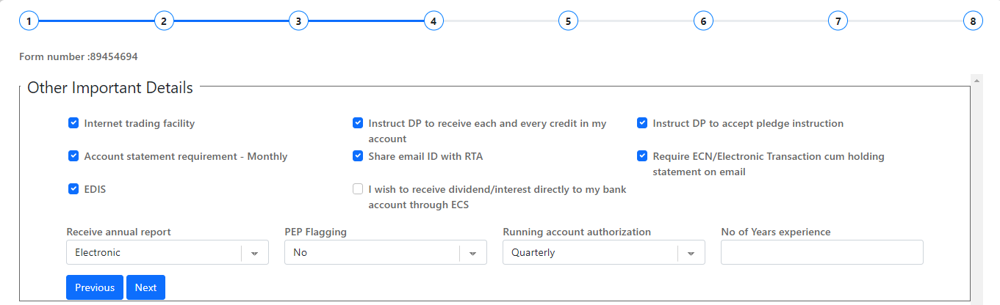 1 2 3 4 5 6 7 8
Form number :89454694
Other Important Details
Internet trading facility
Instruct DP to receive each and every credit in my
account
Instruct DP to accept pledge instruction
Account statement requirement - Monthly
Share email ID with RTA
Require ECN/Electronic Transaction cum holding
statement on email
EDIS
I wish to receive dividend/interest directly to my bank
account through ECS
Receive annual report
Electronic
PEP Flagging
No
Running account authorization
Quarterly
No of Years experience
Previous
Next